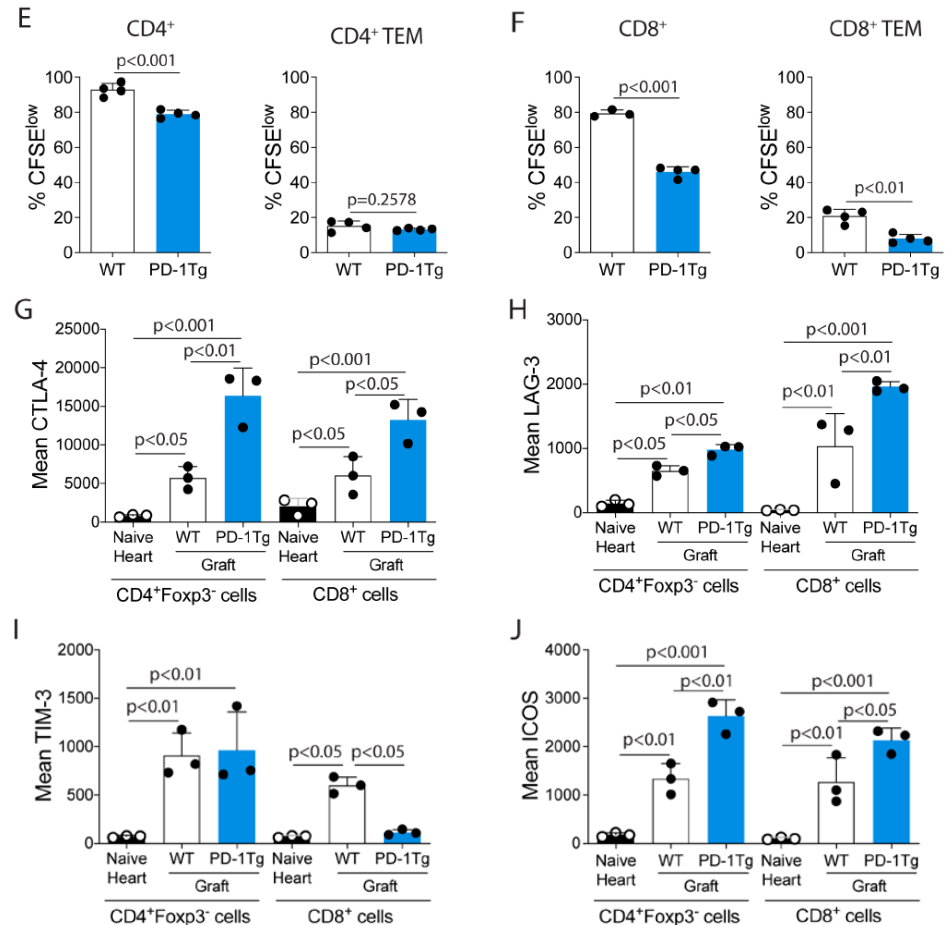 E
CD4⁺
p<0.001
% CFSEˡᵒʷ
100
80
60
40
20
0
WT PD-1Tg
CD4⁺ TEM
% CFSEˡᵒʷ
100
80
60
40
20
0
p=0.2578
WT PD-1Tg
F
CD8⁺
p<0.001
% CFSEˡᵒʷ
100
80
60
40
20
0
WT PD-1Tg
CD8⁺ TEM
% CFSEˡᵒʷ
100
80
60
40
20
0
p<0.01
WT PD-1Tg
G
Mean CTLA-4
25000
20000
15000
10000
5000
0
p<0.001
p<0.01
p<0.05
p<0.001
p<0.05
p<0.05
Naive Heart WT PD-1Tg Naive Heart WT PD-1Tg
Graft Graft
CD4⁺Foxp3⁻ cells CD8⁺ cells
H
Mean LAG-3
3000
2000
1000
0
p<0.01
p<0.05
p<0.05
p<0.001
p<0.01
p<0.01
Naive Heart WT PD-1Tg Naive Heart WT PD-1Tg
Graft Graft
CD4⁺Foxp3⁻ cells CD8⁺ cells
I
Mean TIM-3
2000
1500
1000
500
0
p<0.01
p<0.01
p<0.05 p<0.05
Naive Heart WT PD-1Tg Naive Heart WT PD-1Tg
Graft Graft
CD4⁺Foxp3⁻ cells CD8⁺ cells
J
Mean ICOS
4000
3000
2000
1000
0
p<0.001
p<0.01
p<0.01
p<0.001
p<0.05
p<0.01
Naive Heart WT PD-1Tg Naive Heart WT PD-1Tg
Graft Graft
CD4⁺Foxp3⁻ cells CD8⁺ cells